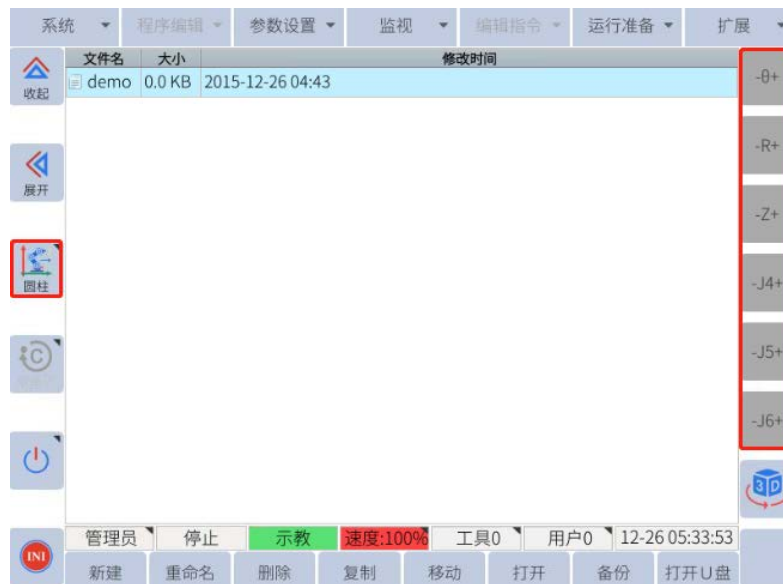 系统 程序编辑 参数设置 监视 编辑指令 运行准备 扩展
文件名 大小 修改时间
demo 0.0 KB 2015-12-26 04:43
收起
展开
圆柱
C
INI
-θ+
-R+
-Z+
-J4+
-J5+
-J6+
3D
管理员 停止 示教 速度:100% 工具0 用户0 12-26 05:33:53
新建 重命名 删除 复制 移动 打开 备份 打开U盘